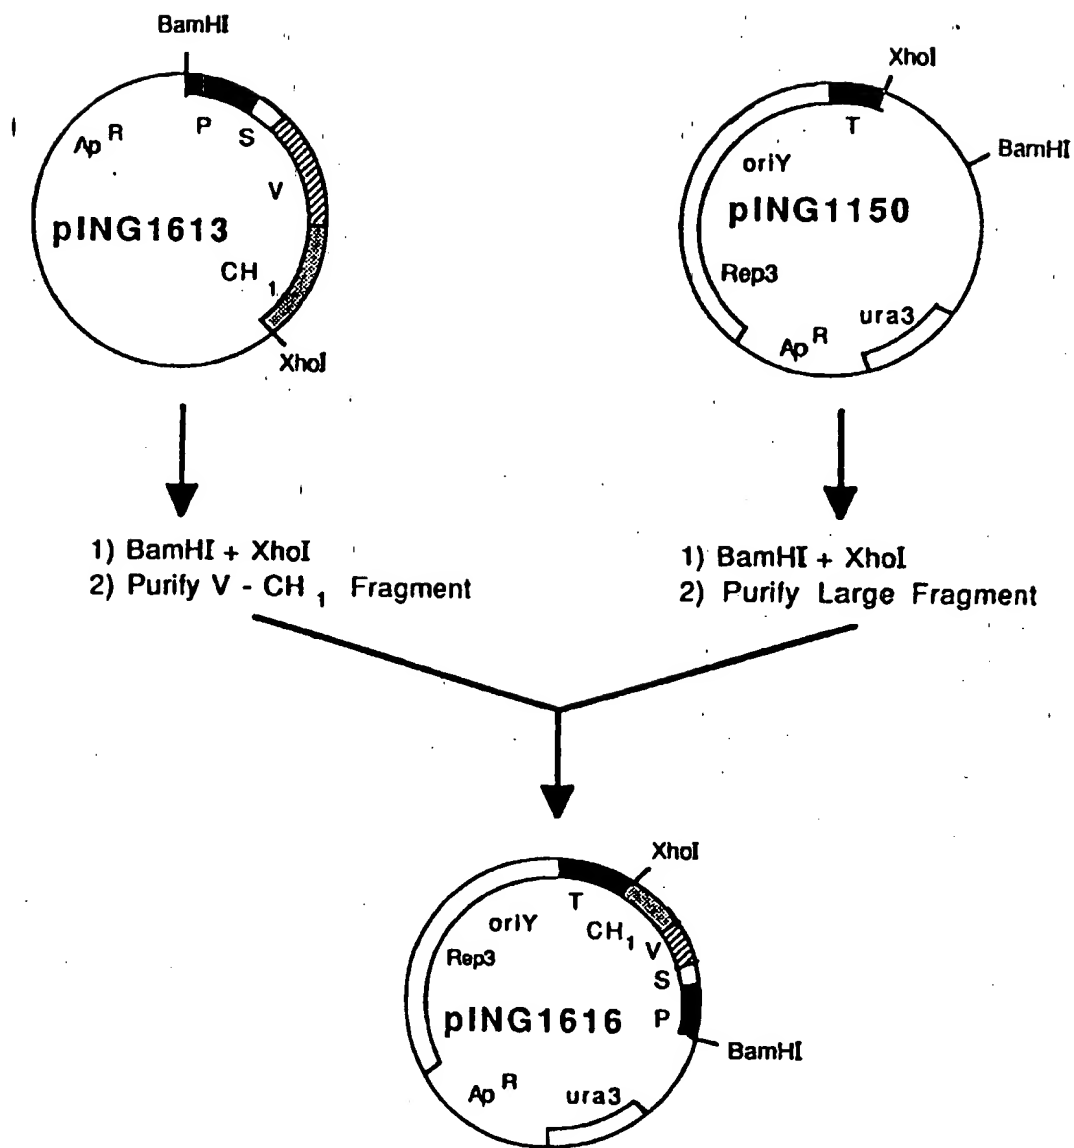 BamHI
Ap R
P
S
V
pING1613
CH 1
XhoI
XhoI
T
oriY
BamHI
pING1150
Rep3
ura3
Ap R
1) BamHI + XhoI
2) Purify V - CH 1 Fragment
1) BamHI + XhoI
2) Purify Large Fragment
XhoI
T
oriY
CH 1
V
Rep3
S
pING1616
P
BamHI
Ap R
ura3